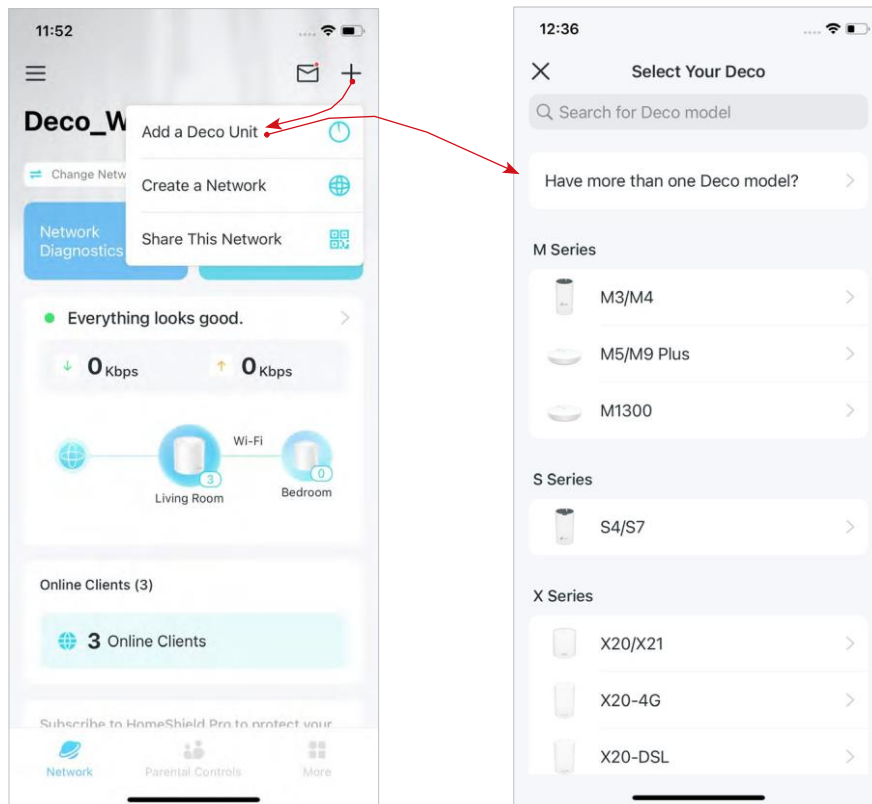 11:52
Deco_W
Add a Deco Unit
Change Netw
Create a Network
Network
Diagnostics
Share This Network
Everything looks good.
0 Kbps
0 Kbps
Wi-Fi
3
0
Living Room
Bedroom
Online Clients (3)
3 Online Clients
Subscribe to HomeShield Pro to protect your
Network
Parental Controls
More
12:36
Select Your Deco
Search for Deco model
Have more than one Deco model?
M Series
M3/M4
M5/M9 Plus
M1300
S Series
S4/S7
X Series
X20/X21
X20-4G
X20-DSL